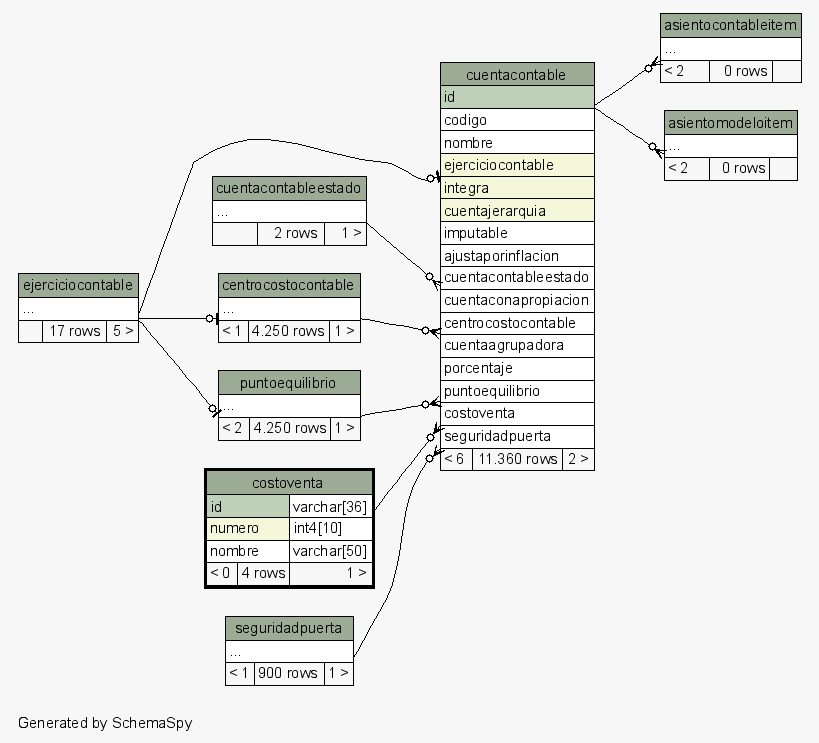 asientocontableitem
...
< 2 0 rows
cuentacontable
id
codigo
nombre
ejerciciocontable
integra
cuentajerarquia
imputable
ajustaporinflacion
cuentacontableestado
cuentaconapropiacion
centrocostocontable
cuentaagrupadora
porcentaje
puntoequilibrio
costoventa
seguridadpuerta
< 6 11.360 rows 2 >
asientomodeloitem
...
< 2 0 rows
cuentacontableestado
...
2 rows 1 >
ejerciciocontable
...
17 rows 5 >
centrocostocontable
...
< 1 4.250 rows 1 >
puntoequilibrio
...
< 2 4.250 rows 1 >
costoventa
id varchar[36]
numero int4[10]
nombre varchar[50]
< 0 4 rows 1 >
seguridadpuerta
...
< 1 900 rows 1 >
Generated by SchemaSpy